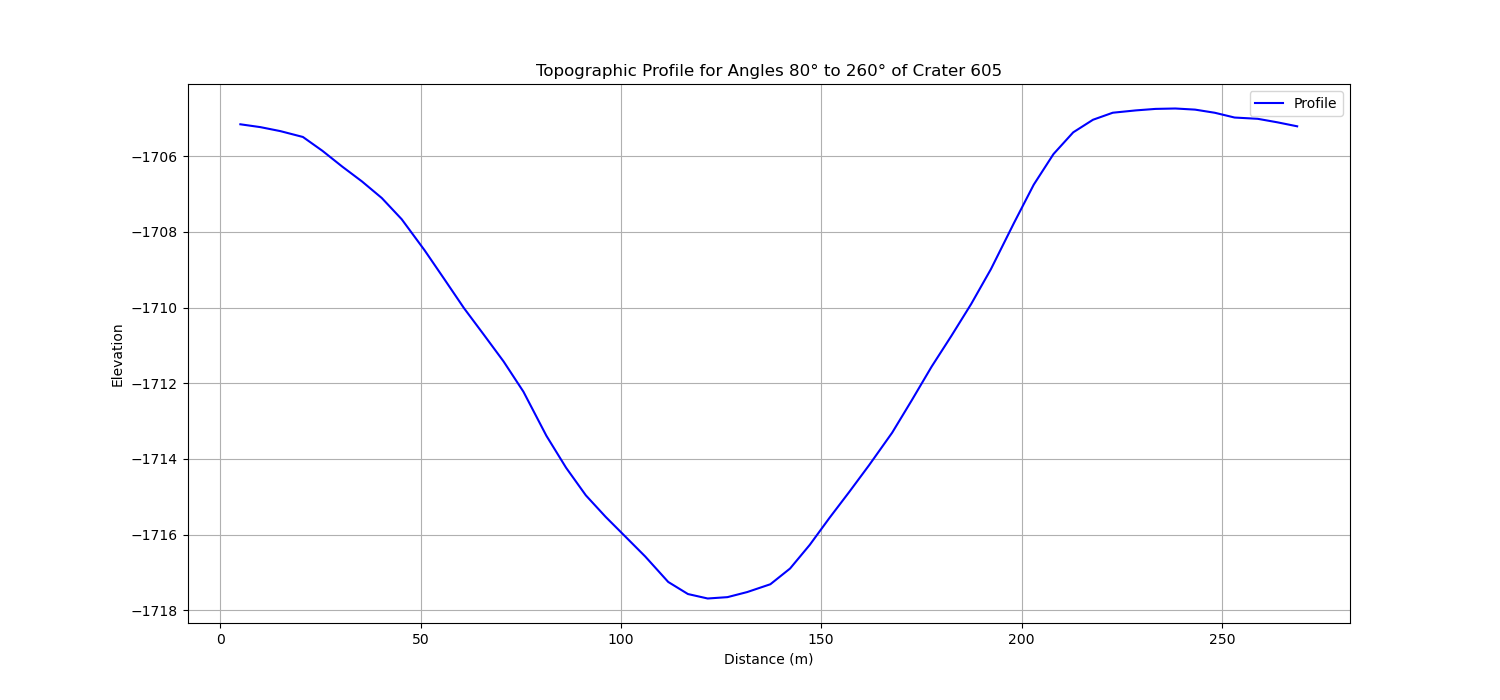 Topographic Profile for Angles 80° to 260° of Crater 605
Profile
−1706
−1708
−1710
−1712
−1714
−1716
−1718
Elevation
0 50 100 150 200 250
Distance (m)